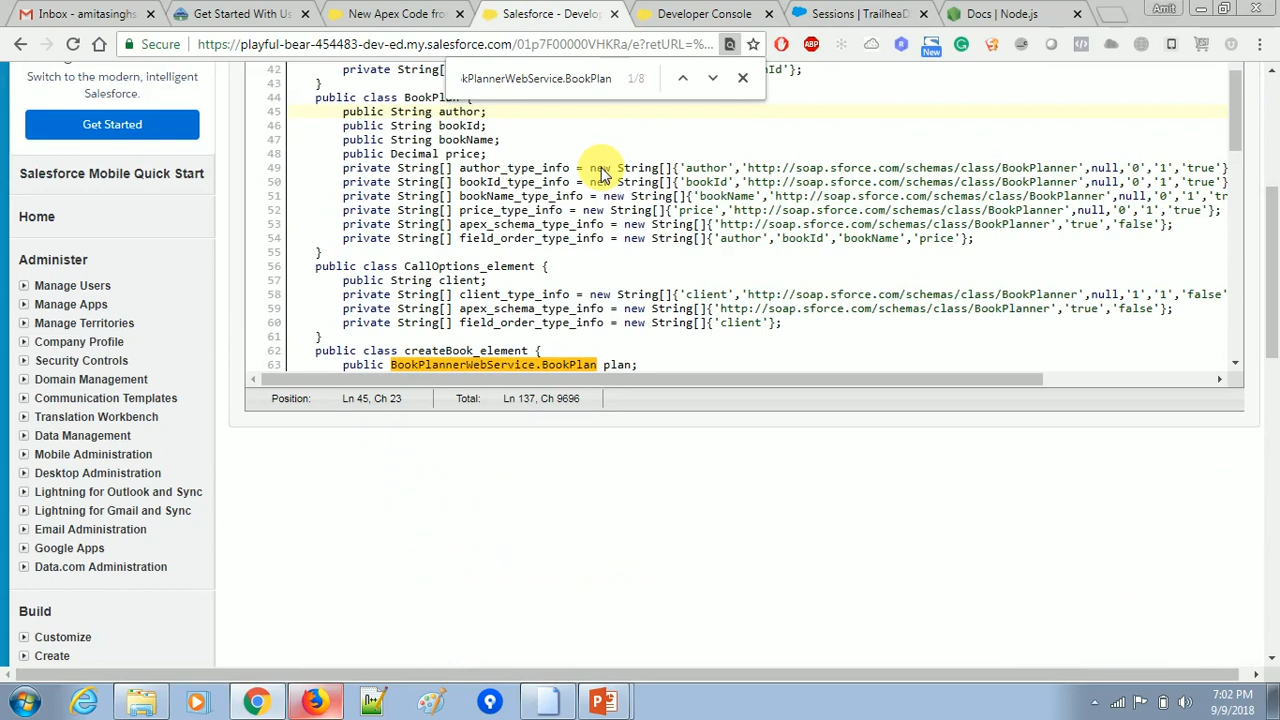 Inbox - amitasingh
Get Started With Us
New Apex Code from
Salesforce - Develop
Developer Console
Sessions | Trailhea
Docs | Node.js
Amit
Secure
https://playful-bear-454483-dev-ed.my.salesforce.com/01p7F00000VHKRa/e?retURL=%...
ABP
New
kPlannerWebService.BookPlan
1/8
Switch to the modern, intelligent
Salesforce.
Get Started
Salesforce Mobile Quick Start
Home
Administer
Manage Users
Manage Apps
Manage Territories
Company Profile
Security Controls
Domain Management
Communication Templates
Translation Workbench
Data Management
Mobile Administration
Desktop Administration
Lightning for Outlook and Sync
Lightning for Gmail and Sync
Email Administration
Google Apps
Data.com Administration
Build
Customize
Create
42 private String[]
43 }
44 public class BookPlan {
45 public String author;
46 public String bookId;
47 public String bookName;
48 public Decimal price;
49 private String[] author_type_info = new String[]{'author','http://soap.sforce.com/schemas/class/BookPlanner',null,'0','1','true'}
50 private String[] bookId_type_info = new String[]{'bookId','http://soap.sforce.com/schemas/class/BookPlanner',null,'0','1','true'}
51 private String[] bookName_type_info = new String[]{'bookName','http://soap.sforce.com/schemas/class/BookPlanner',null,'0','1','tr
52 private String[] price_type_info = new String[]{'price','http://soap.sforce.com/schemas/class/BookPlanner',null,'0','1','true'};
53 private String[] apex_schema_type_info = new String[]{'http://soap.sforce.com/schemas/class/BookPlanner','true','false'};
54 private String[] field_order_type_info = new String[]{'author','bookId','bookName','price'};
55 }
56 public class CallOptions_element {
57 public String client;
58 private String[] client_type_info = new String[]{'client','http://soap.sforce.com/schemas/class/BookPlanner',null,'1','1','false'
59 private String[] apex_schema_type_info = new String[]{'http://soap.sforce.com/schemas/class/BookPlanner','true','false'};
60 private String[] field_order_type_info = new String[]{'client'};
61 }
62 public class createBook_element {
63 public BookPlannerWebService.BookPlan plan;
Position: Ln 45, Ch 23 Total: Ln 137, Ch 9696
7:02 PM
9/9/2018